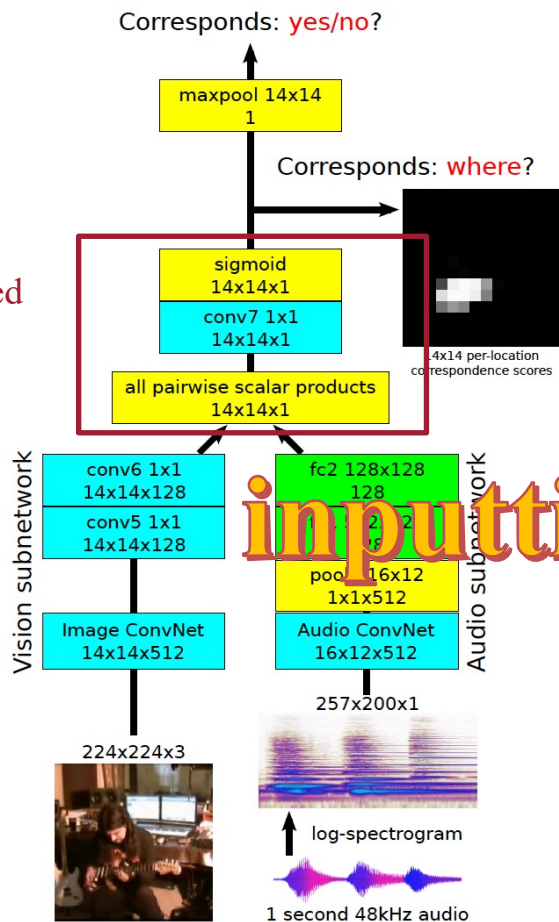 Corresponds: yes/no?
maxpool 14x14
1
Corresponds: where?
ed
sigmoid
14x14x1
conv7 1x1
14x14x1
14x14 per-location
correspondence scores
all pairwise scalar products
14x14x1
Vision subnetwork
conv6 1x1
14x14x128
conv5 1x1
14x14x128
Image ConvNet
14x14x512
224x224x3
fc2 128x128
128
inputti
16x12
1x1x512
Audio ConvNet
16x12x512
Audio subnetwork
257x200x1
log-spectrogram
1 second 48kHz audio